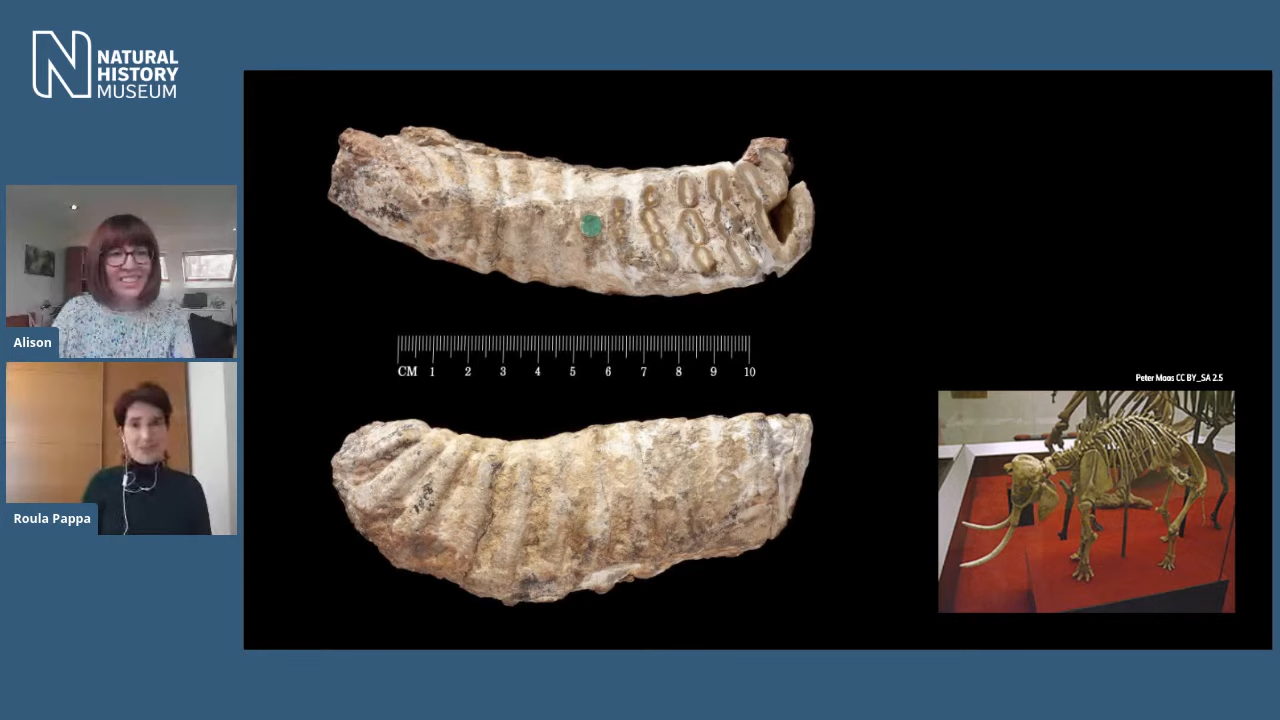 NATURAL
HISTORY
MUSEUM
Alison
Roula Pappa
CM 1 2 3 4 5 6 7 8 9 10
Peter Maas CC BY_SA 2.5